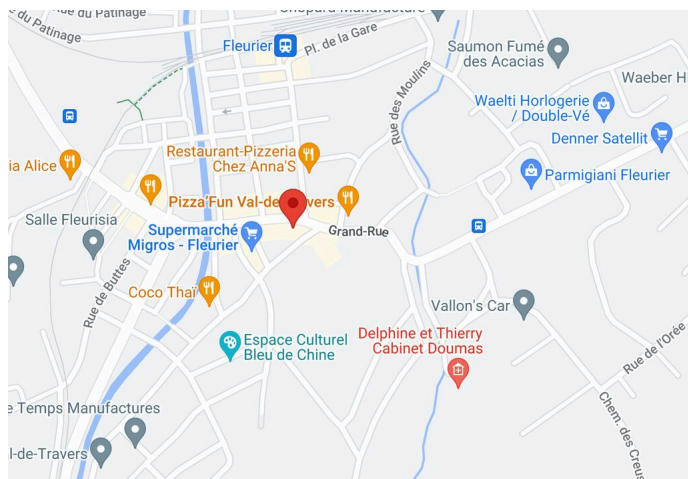 Chopard Manufacture
du Patinage
u Patinage
Fleurier
Pl. de la Gare
Saumon Fumé
des Acacias
Rue des Moulins
Waeber H
Waelti Horlogerie
/ Double-Vé
Denner Satellit
Restaurant-Pizzeria
Chez Anna'S
ia Alice
Parmigiani Fleurier
Pizza'Fun Val-de vers
Salle Fleurisia
Supermarché
Migros - Fleurier
Grand-Rue
Rue de Buttes
Coco Thaï
Vallon's Car
Espace Culturel
Bleu de Chine
Delphine et Thierry
Cabinet Doumas
Rue de l'Orée
Chem. des Creus
e Temps Manufactures
l-de-Travers